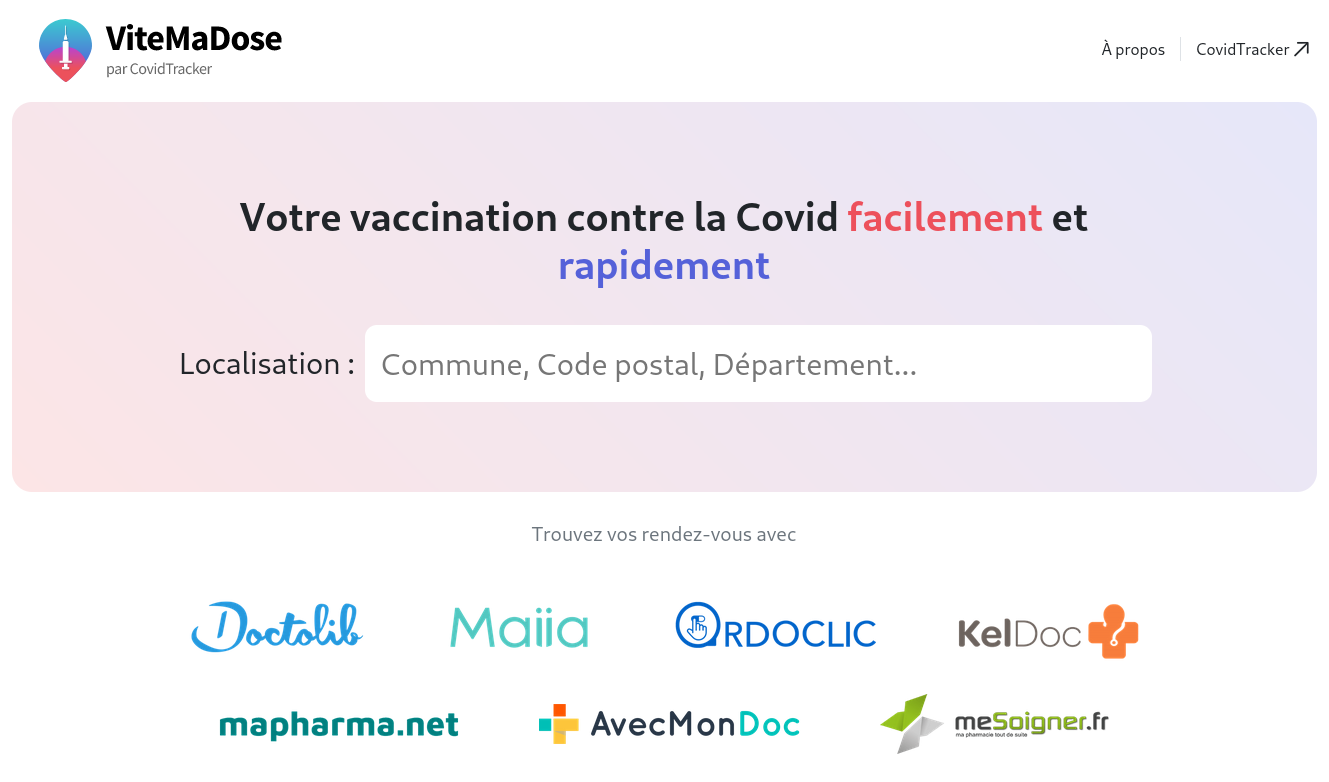 ViteMaDose
par CovidTracker
À propos
CovidTracker
Votre vaccination contre la Covid facilement et
rapidement
Localisation :
Commune, Code postal, Département...
Trouvez vos rendez-vous avec
Doctolib
Maiia
ORDOCLIC
KelDoc
mapharma.net
AvecMonDoc
meSoigner.fr
ma pharmacie tout de suite